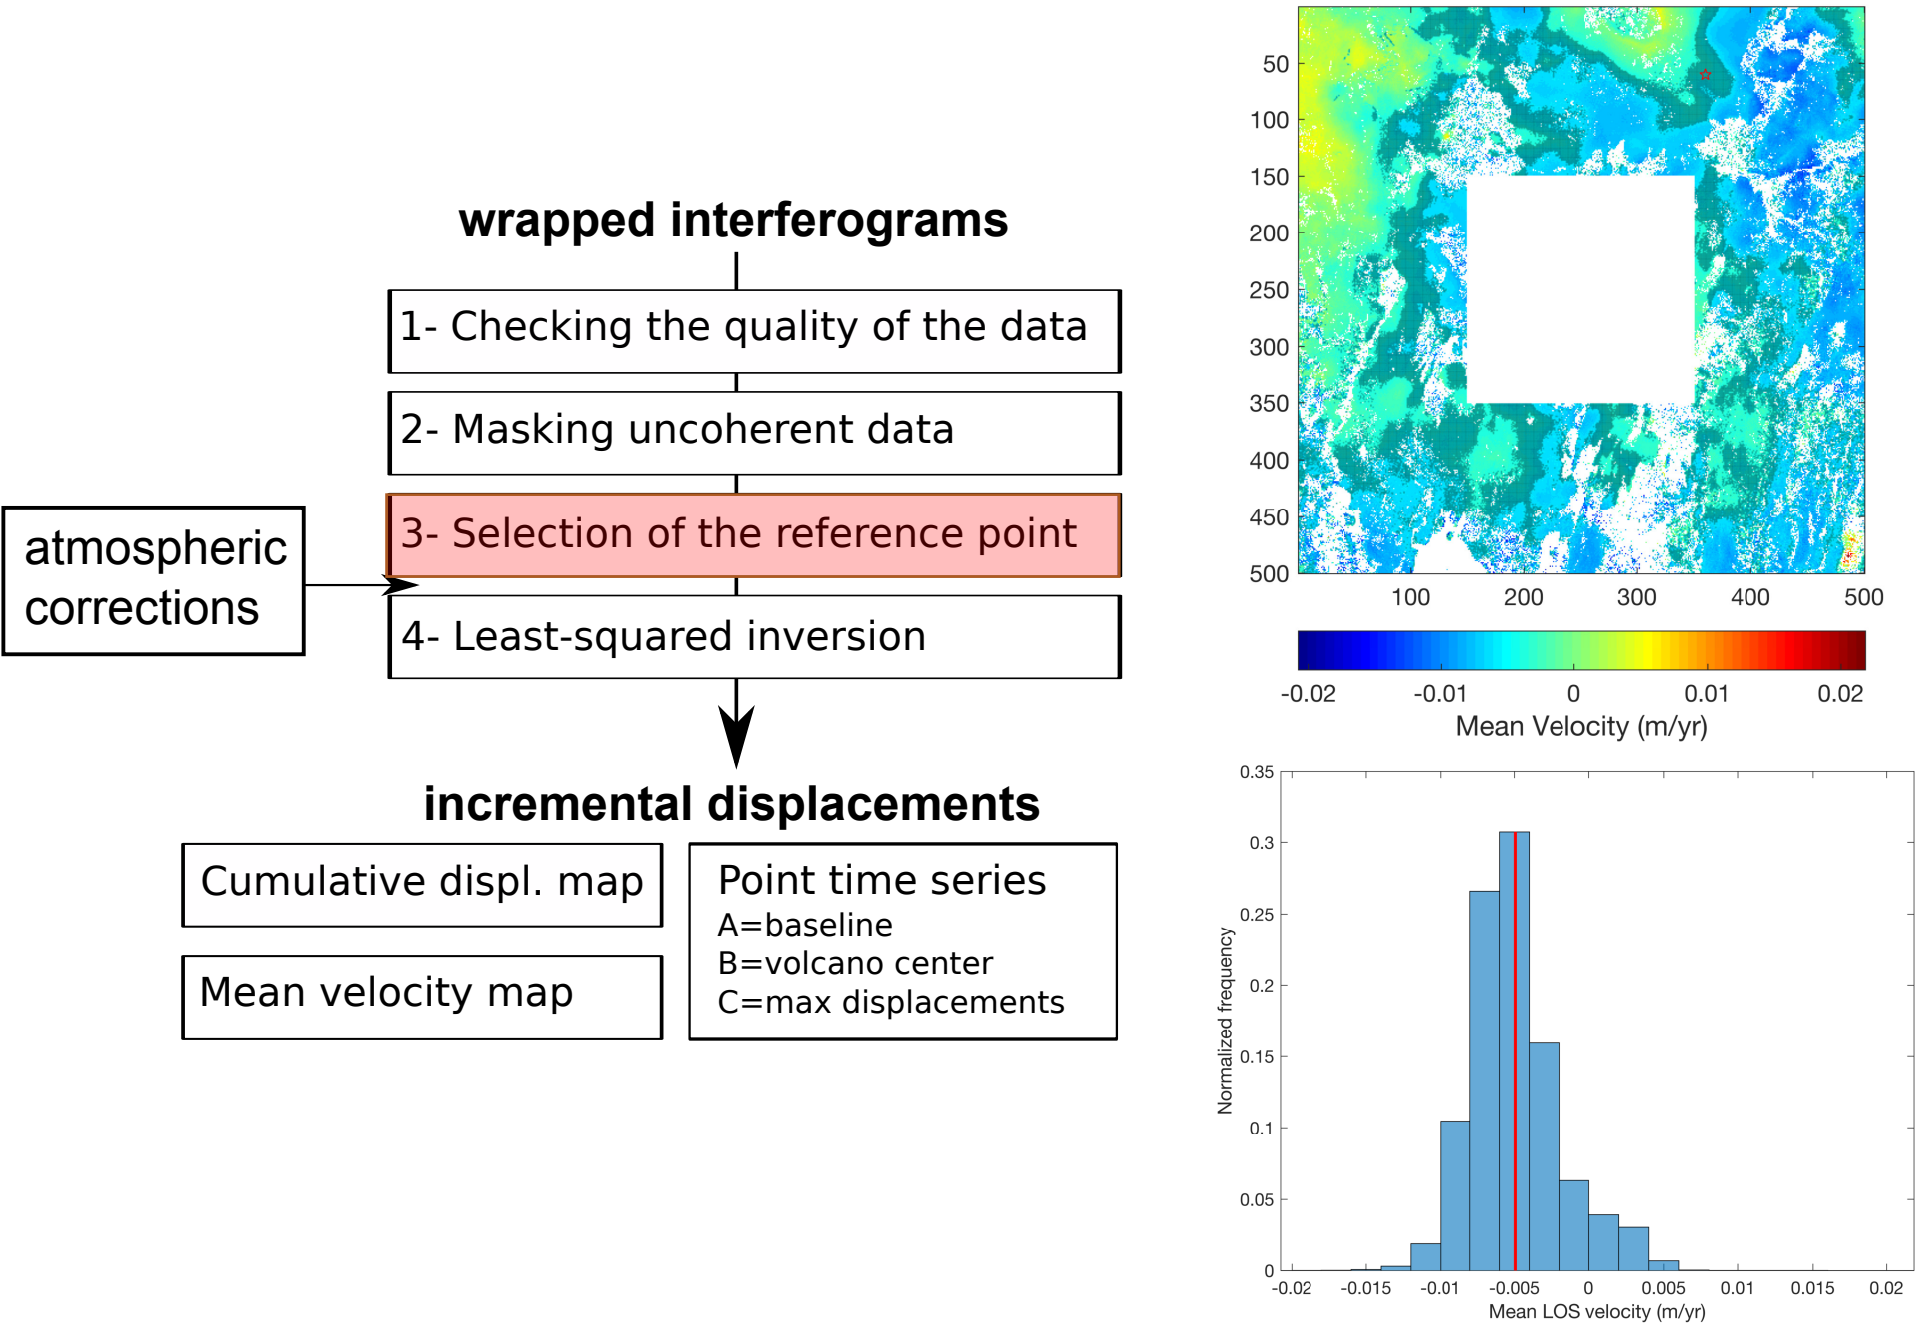 wrapped interferograms
1- Checking the quality of the data
2- Masking uncoherent data
3- Selection of the reference point
atmospheric
corrections
4- Least-squared inversion
incremental displacements
Cumulative displ. map
Mean velocity map
Point time series
A=baseline
B=volcano center
C=max displacements
50
100
150
200
250
300
350
400
450
500
100 200 300 400 500
-0.02 -0.01 0 0.01 0.02
Mean Velocity (m/yr)
Normalized frequency
0.35
0.3
0.25
0.2
0.15
0.1
0.05
0
-0.02 -0.015 -0.01 -0.005 0 0.005 0.01 0.015 0.02
Mean LOS velocity (m/yr)